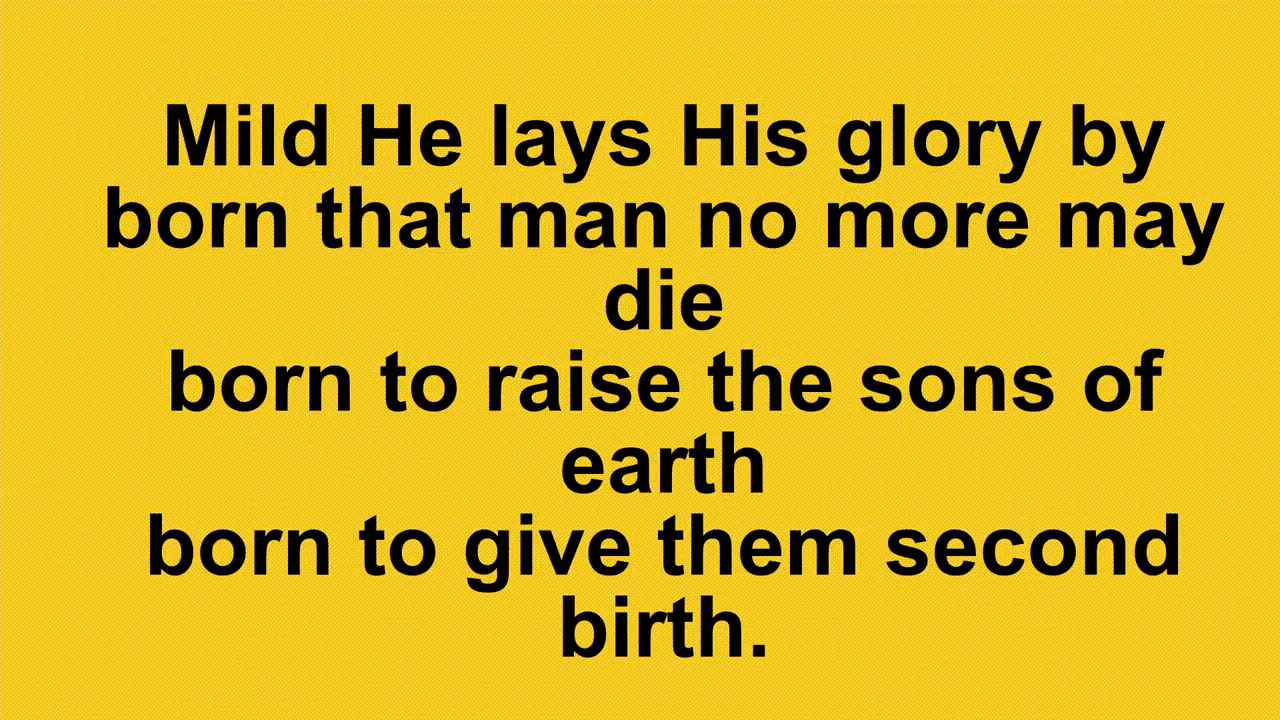 Mild He lays His glory by
born that man no more may
die
born to raise the sons of
earth
born to give them second
birth.